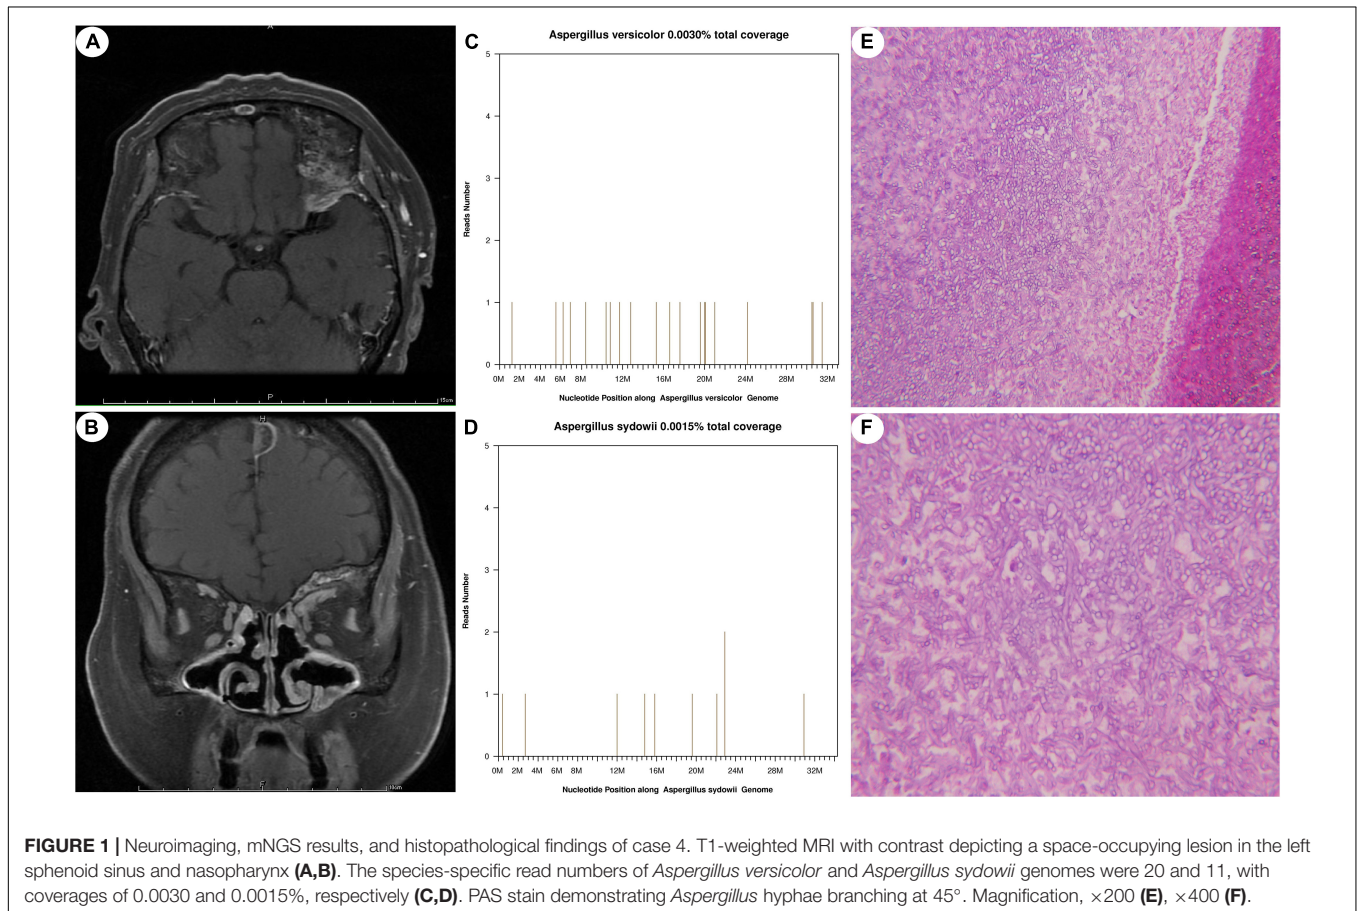 A
A
P
15cm
B
H
F
10cm
C
Aspergillus versicolor 0.0030% total coverage
5
4
3
2
1
0
Reads Number
0M 2M 4M 6M 8M 12M 16M 20M 24M 28M 32M
Nucleotide Position along Aspergillus versicolor Genome
D
Aspergillus sydowii 0.0015% total coverage
5
4
3
2
1
0
Reads Number
0M 2M 4M 6M 8M 12M 16M 20M 24M 28M 32M
Nucleotide Position along Aspergillus sydowii Genome
E
F
FIGURE 1 | Neuroimaging, mNGS results, and histopathological findings of case 4. T1-weighted MRI with contrast depicting a space-occupying lesion in the left
sphenoid sinus and nasopharynx (A,B). The species-specific read numbers of Aspergillus versicolor and Aspergillus sydowii genomes were 20 and 11, with
coverages of 0.0030 and 0.0015%, respectively (C,D). PAS stain demonstrating Aspergillus hyphae branching at 45°. Magnification, ×200 (E), ×400 (F).